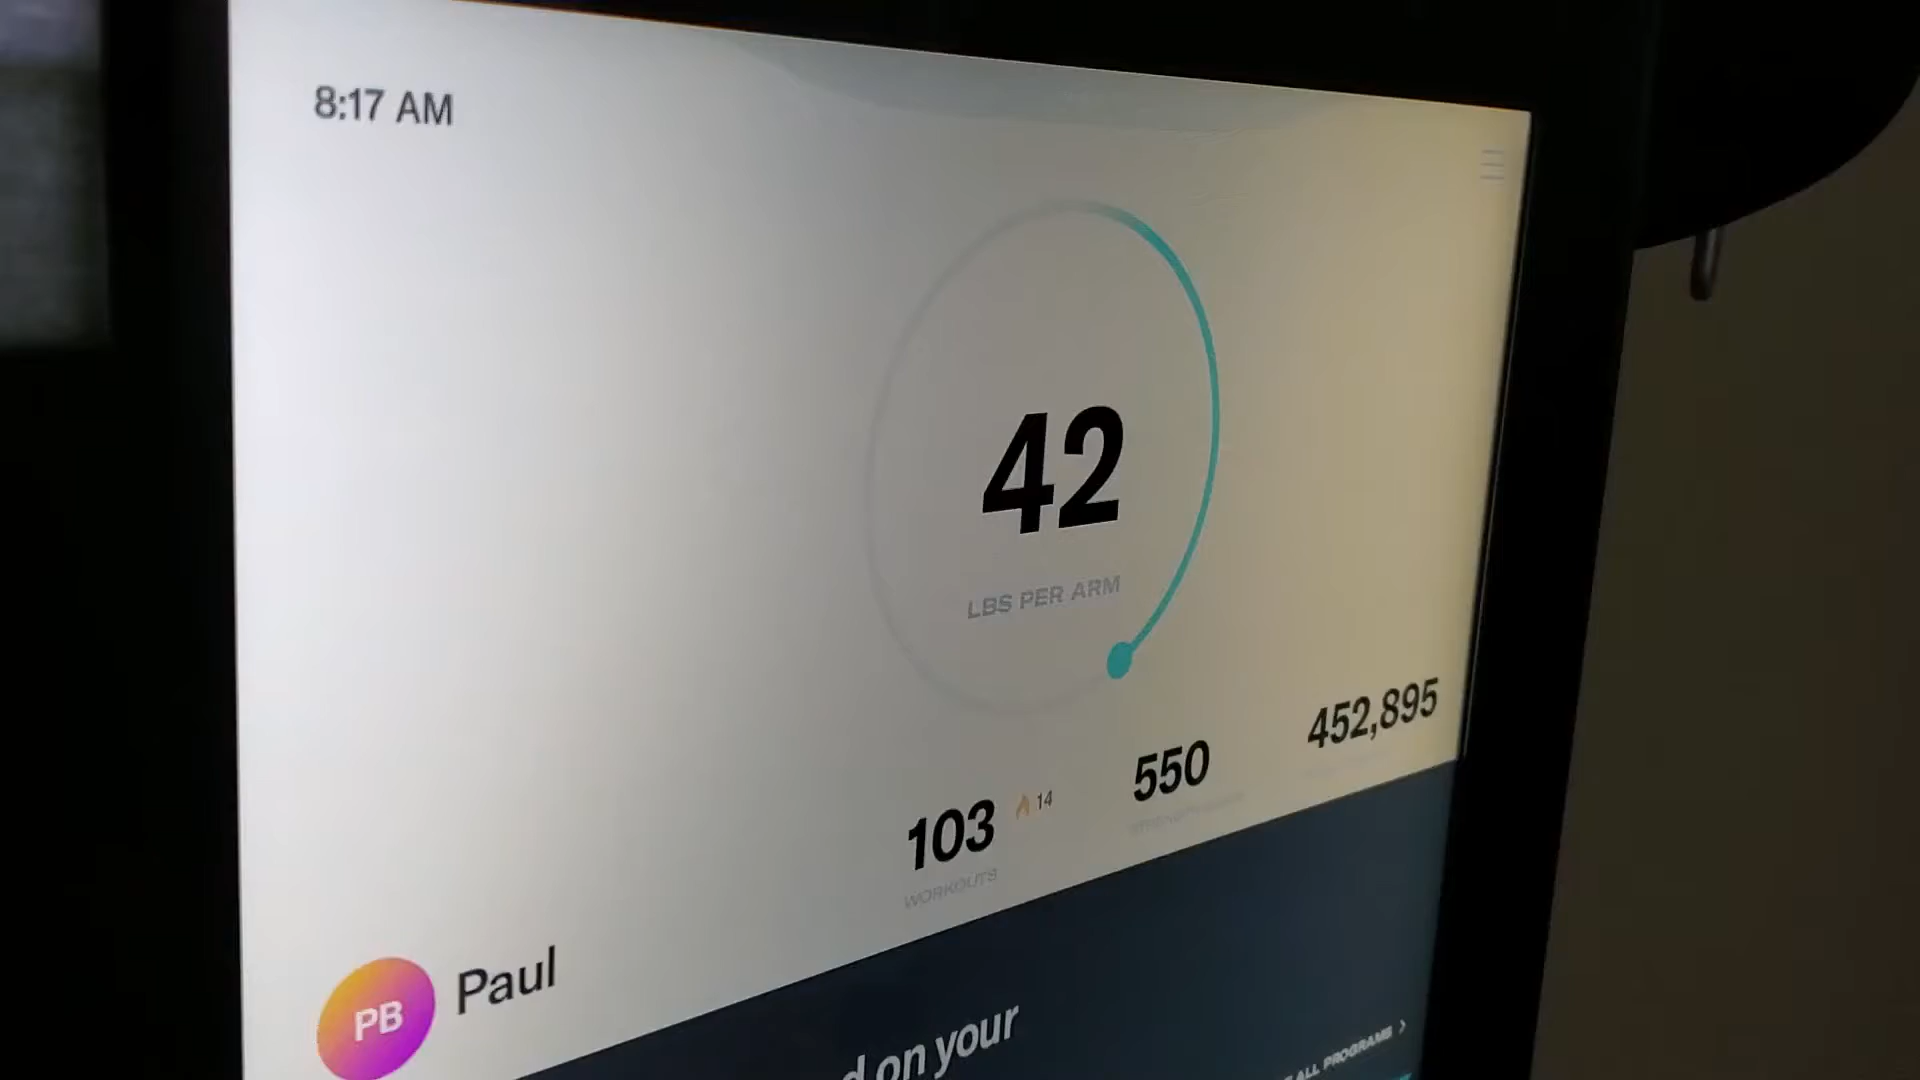 8:17 AM
42
LBS PER ARM
103 14
WORKOUTS
550
452,895
PB
Paul
on your
ALL PROGRAMS >